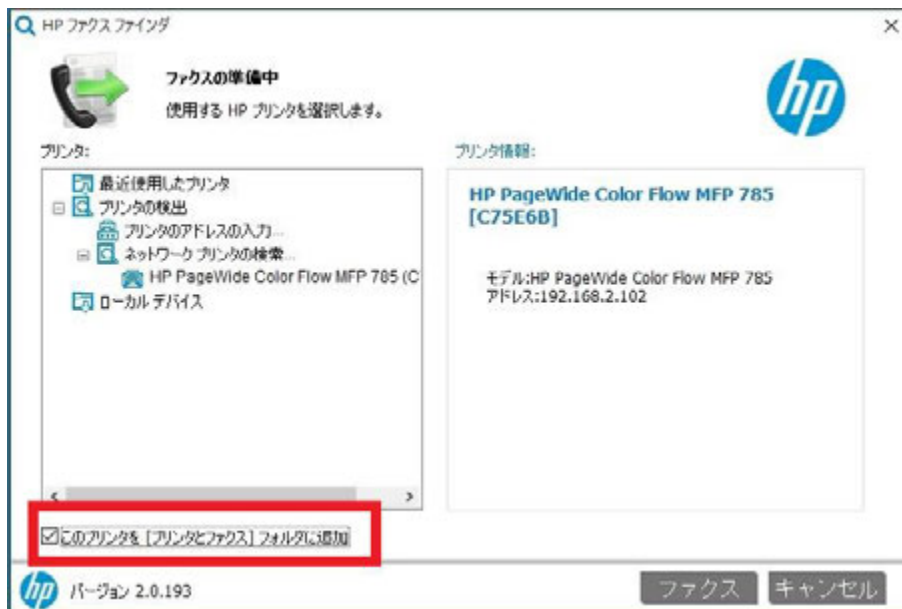 HP ファクス ファインダ
ファクスの準備中
使用する HP プリンタを選択します。
hp
プリンタ:
プリンタ情報:
最近使用したプリンタ
プリンタの検出
プリンタのアドレスの入力...
ネットワーク プリンタの検索...
HP PageWide Color Flow MFP 785 (C
ローカル デバイス
HP PageWide Color Flow MFP 785
[C75E6B]
モデル:HP PageWide Color Flow MFP 785
アドレス:192.168.2.102
このプリンタを [プリンタとファクス] フォルダに追加
hp
バージョン 2.0.193
ファクス
キャンセル